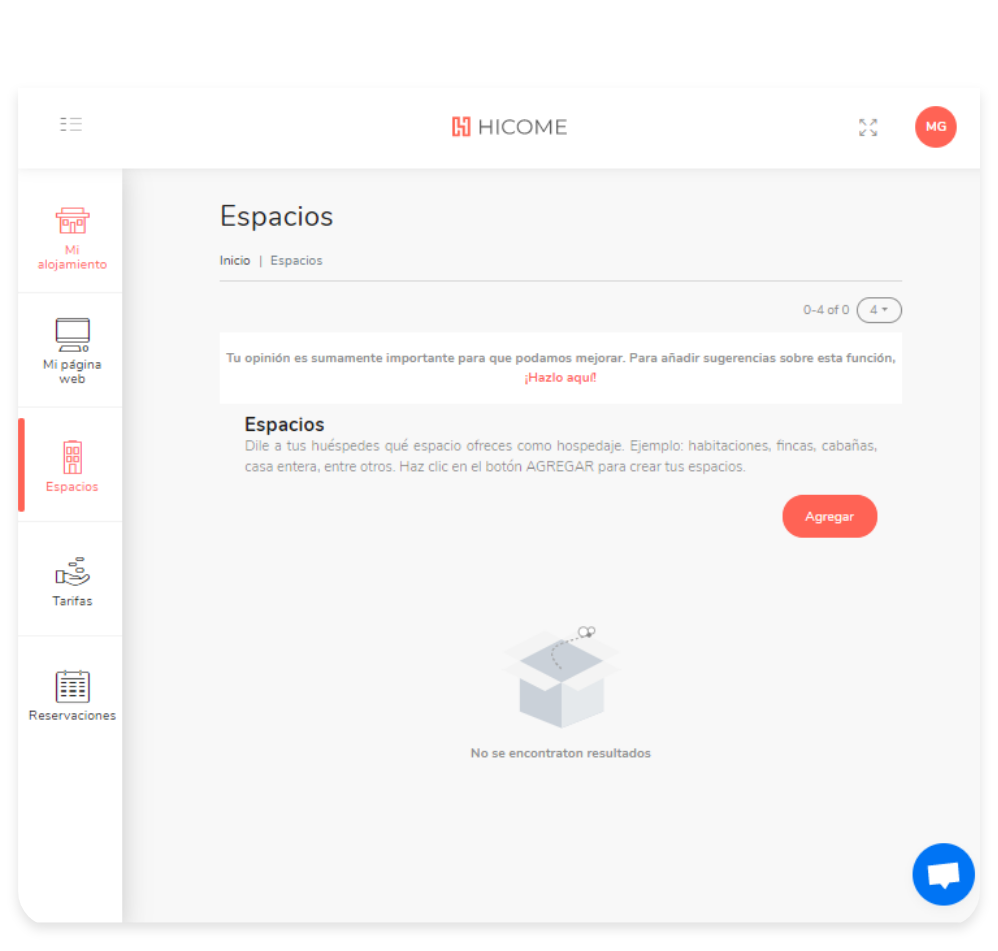 HICOME
MG
Mi
alojamiento
Mi página
web
Espacios
Tarifas
Reservaciones
Espacios
Inicio | Espacios
0-4 of 0 4
Tu opinión es sumamente importante para que podamos mejorar. Para añadir sugerencias sobre esta función,
¡Hazlo aquí!
Espacios
Dile a tus huéspedes qué espacio ofreces como hospedaje. Ejemplo: habitaciones, fincas, cabañas,
casa entera, entre otros. Haz clic en el botón AGREGAR para crear tus espacios.
Agregar
No se encontraton resultados